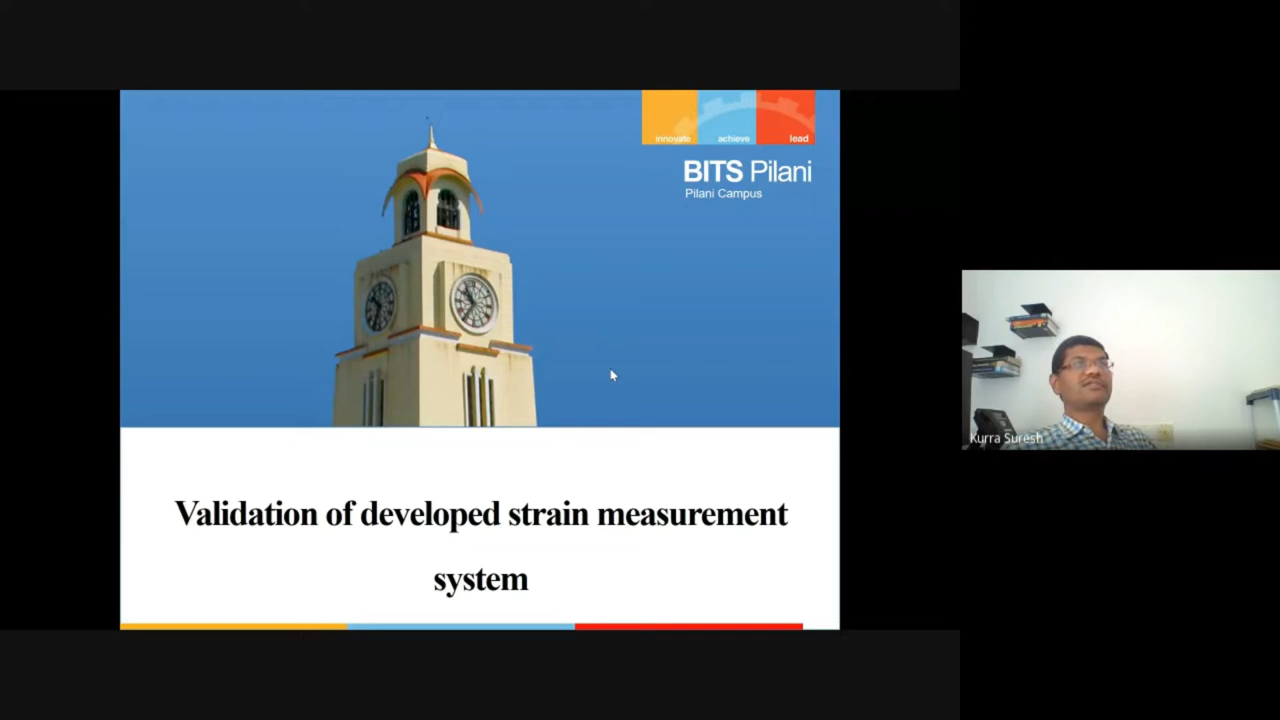 innovate achieve lead
BITS Pilani
Pilani Campus
Kurra Suresh
Validation of developed strain measurement
system